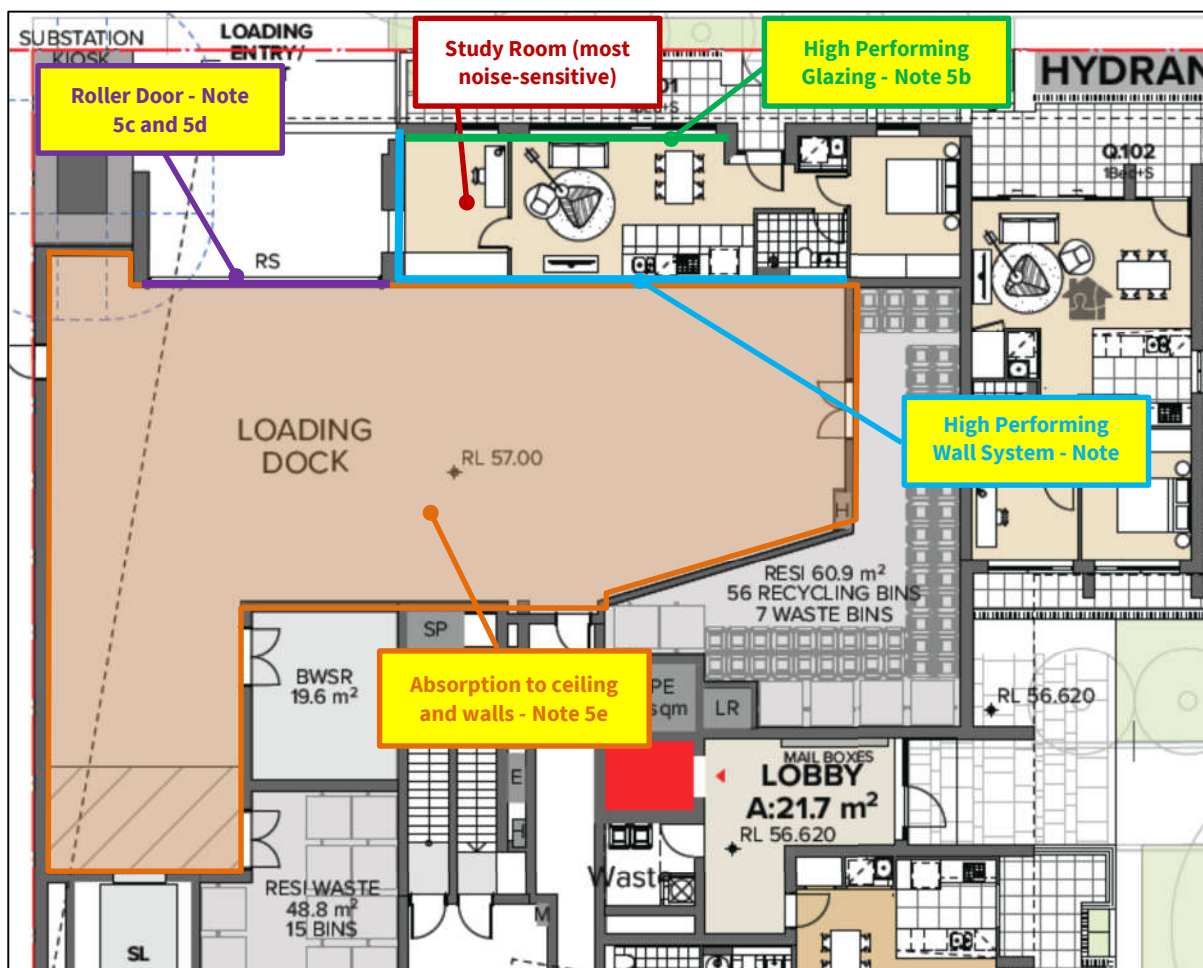 SUBSTATION
KIOSK
LOADING
ENTRY/
Roller Door - Note
5c and 5d
Study Room (most
noise-sensitive)
High Performing
Glazing - Note 5b
HYDRAN
01
1Bed+S
Q.102
1Bed+S
RS
LOADING
DOCK
RL 57.00
High Performing
Wall System - Note
H
RESI 60.9 m²
56 RECYCLING BINS
7 WASTE BINS
SP
BWSR
19.6 m²
Absorption to ceiling
and walls - Note 5e
PE
sqm
LR
RL 56.620
E
H
MAIL BOXES
LOBBY
A:21.7 m²
RL 56.620
Waste
RESI WASTE
48.8 m²
15 BINS
M
SL